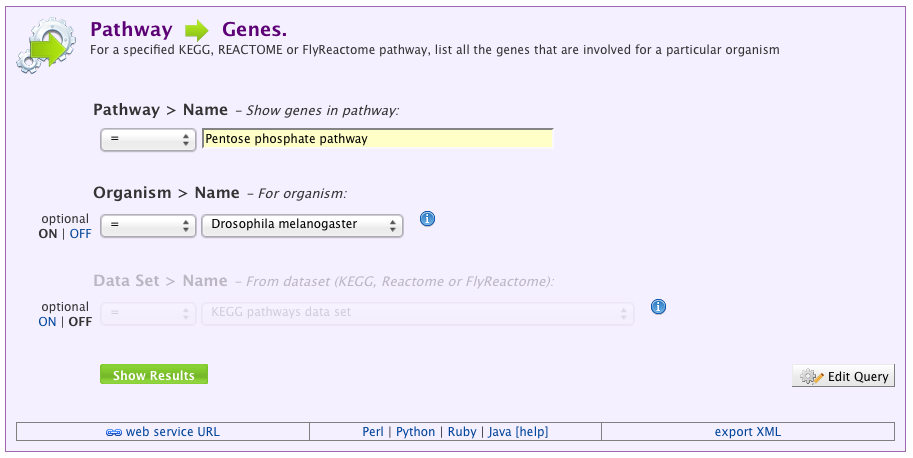 Pathway Genes.
For a specified KEGG, REACTOME or FlyReactome pathway, list all the genes that are involved for a particular organism
Pathway > Name – Show genes in pathway:
= Pentose phosphate pathway
Organism > Name – For organism:
optional
ON | OFF = Drosophila melanogaster i
Data Set > Name – From dataset (KEGG, Reactome or FlyReactome):
optional
ON | OFF = KEGG pathways data set i
Show Results Edit Query
web service URL Perl | Python | Ruby | Java [help] export XML